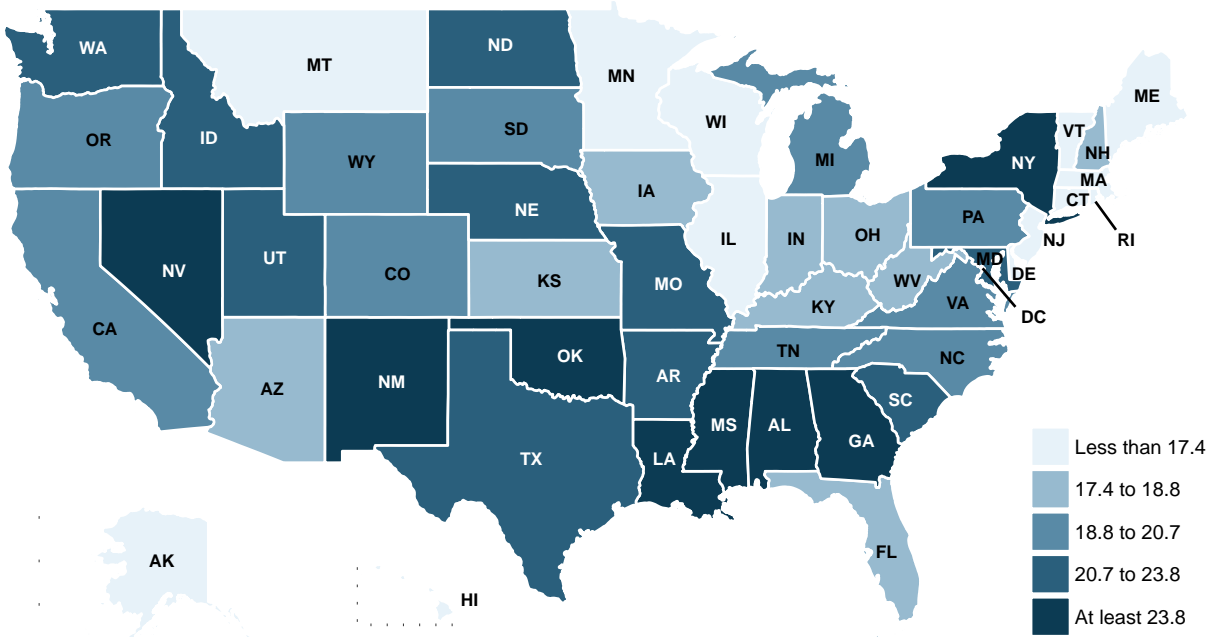 WA
ND
MT
MN
ME
OR
ID
SD
WI
VT
NH
WY
MI
NY
MA
IA
CT
NE
PA
RI
NJ
NV
UT
CO
IL
IN
OH
MD
DE
KS
MO
WV
DC
CA
KY
VA
TN
NC
AZ
NM
OK
AR
SC
MS
AL
GA
TX
LA
FL
AK
HI
Less than 17.4
17.4 to 18.8
18.8 to 20.7
20.7 to 23.8
At least 23.8